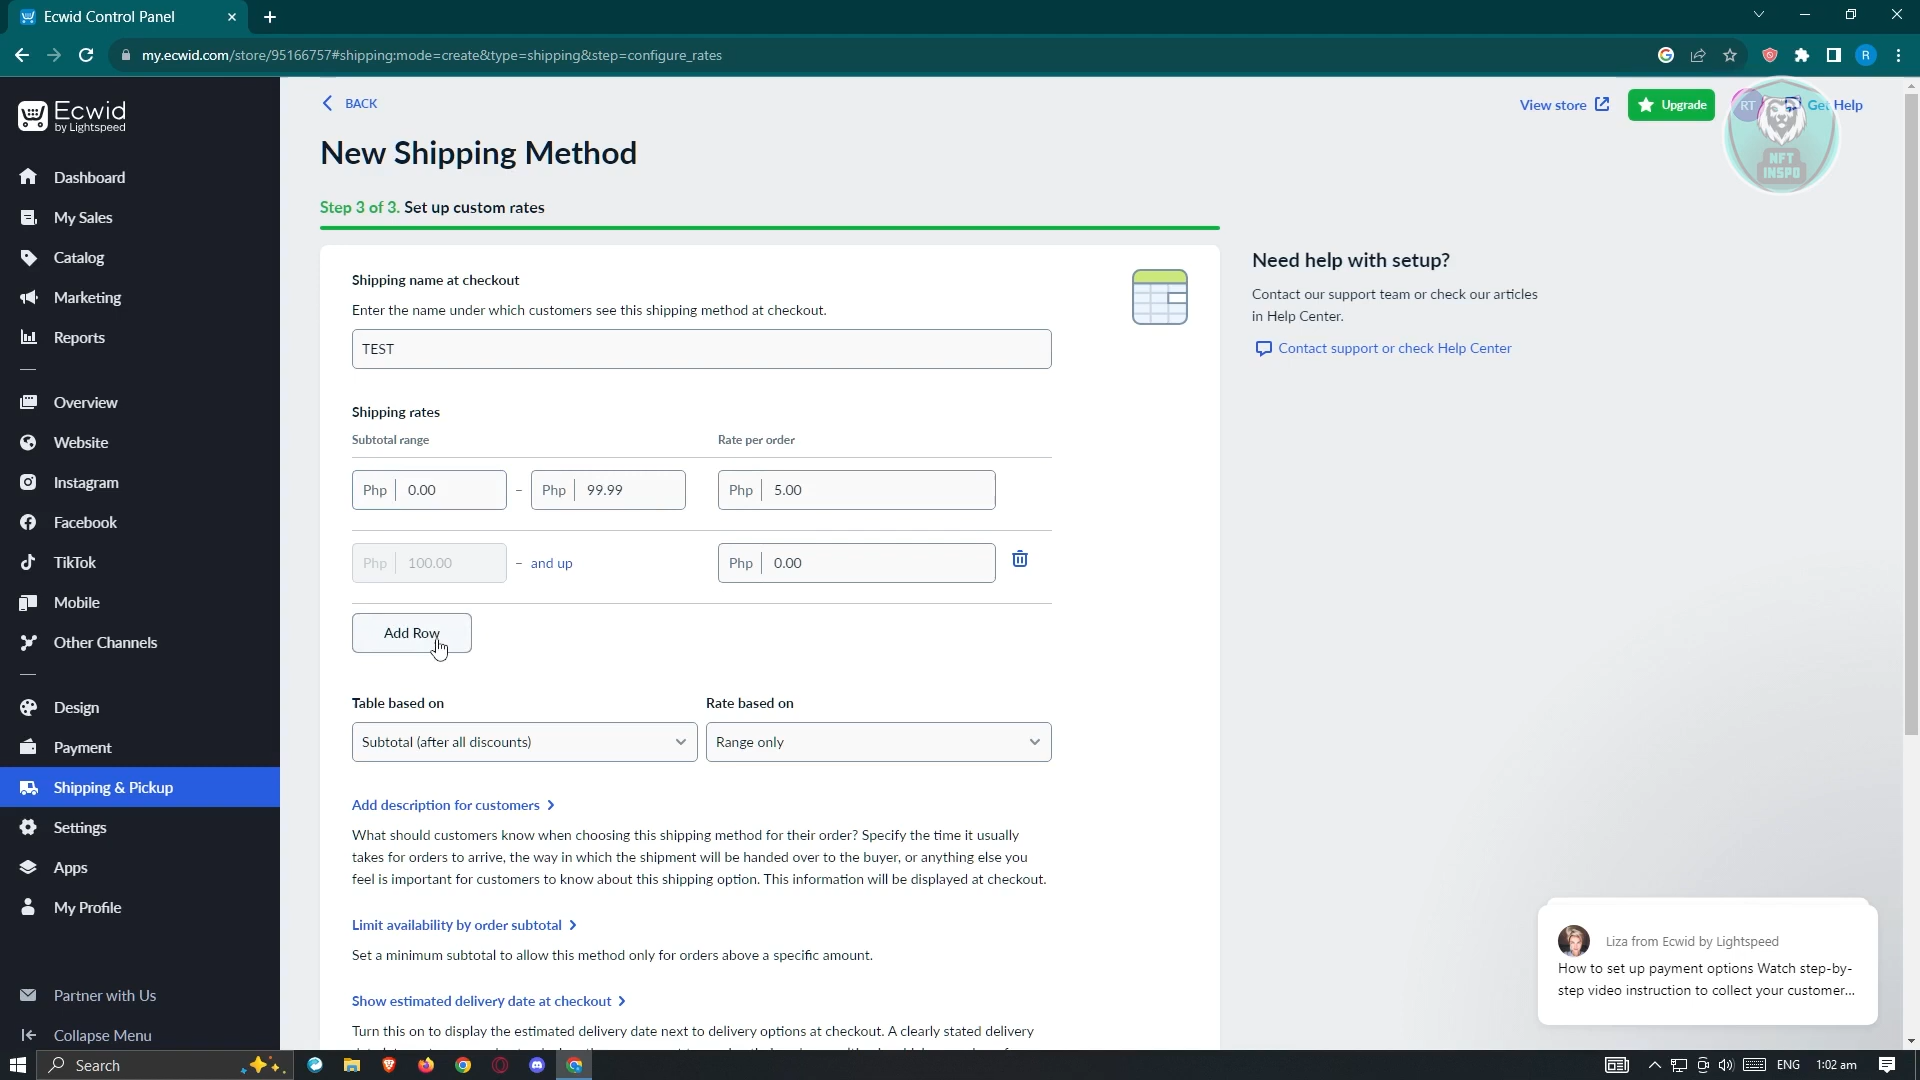 Ecwid Control Panel
my.ecwid.com/store/95166757#shipping:mode=create&type=shipping&step=configure_rates
R
Ecwid
by Lightspeed
Dashboard
My Sales
Catalog
Marketing
Reports
Overview
Website
Instagram
Facebook
TikTok
Mobile
Other Channels
Design
Payment
Shipping & Pickup
Settings
Apps
My Profile
Partner with Us
Collapse Menu
BACK
View store
Upgrade
RT
Get Help
NFT
INSPO
New Shipping Method
Step 3 of 3. Set up custom rates
Shipping name at checkout
Enter the name under which customers see this shipping method at checkout.
TEST
Shipping rates
Subtotal range
Rate per order
Php 0.00 – Php 99.99 Php 5.00
Php 100.00 – and up Php 0.00
Add Row
Table based on
Rate based on
Subtotal (after all discounts)
Range only
Add description for customers
What should customers know when choosing this shipping method for their order? Specify the time it usually
takes for orders to arrive, the way in which the shipment will be handed over to the buyer, or anything else you
feel is important for customers to know about this shipping option. This information will be displayed at checkout.
Limit availability by order subtotal
Set a minimum subtotal to allow this method only for orders above a specific amount.
Show estimated delivery date at checkout
Turn this on to display the estimated delivery date next to delivery options at checkout. A clearly stated delivery
Need help with setup?
Contact our support team or check our articles
in Help Center.
Contact support or check Help Center
Liza from Ecwid by Lightspeed
How to set up payment options Watch step-by-
step video instruction to collect your customer...
Search
ENG
1:02 am